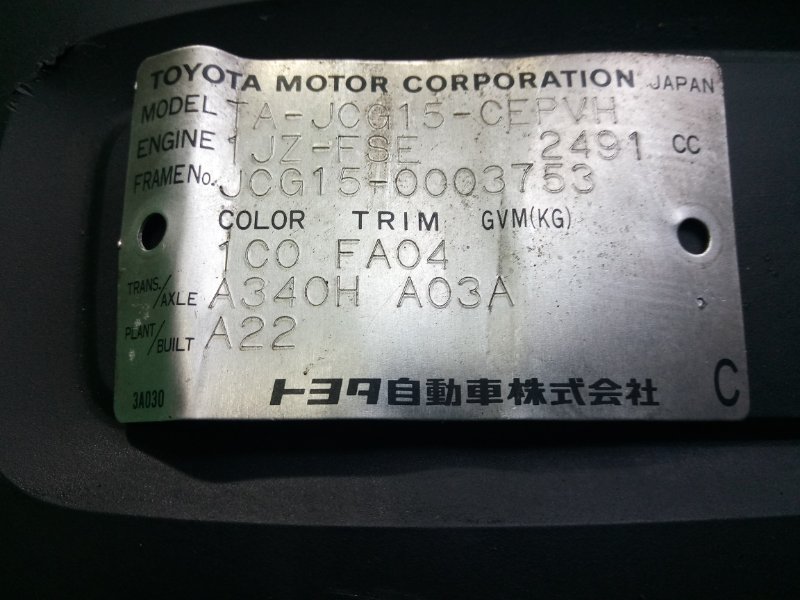 TOYOTA MOTOR CORPORATION JAPAN
MODEL TA-JCG15-CEPVH
ENGINE 1JZ-FSE 2491 CC
FRAME No. JCG15-0003753
COLOR TRIM GVM(KG)
1C0 FA04
TRANS./AXLE A340H A03A
PLANT/BUILT A22
3A030 トヨタ自動車株式会社 C